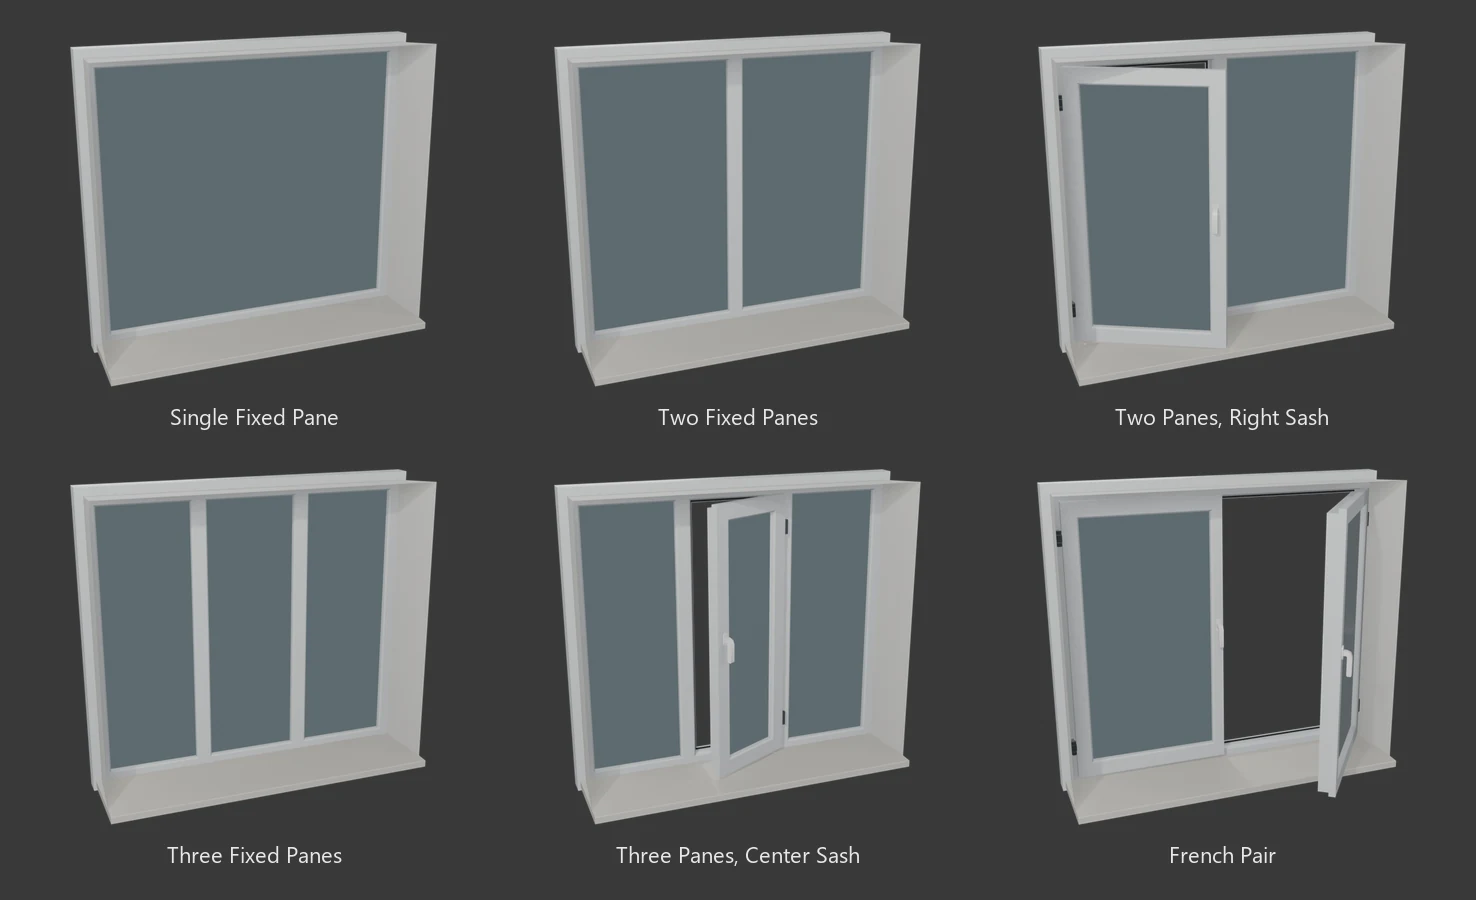 Single Fixed Pane
Two Fixed Panes
Two Panes, Right Sash
Three Fixed Panes
Three Panes, Center Sash
French Pair